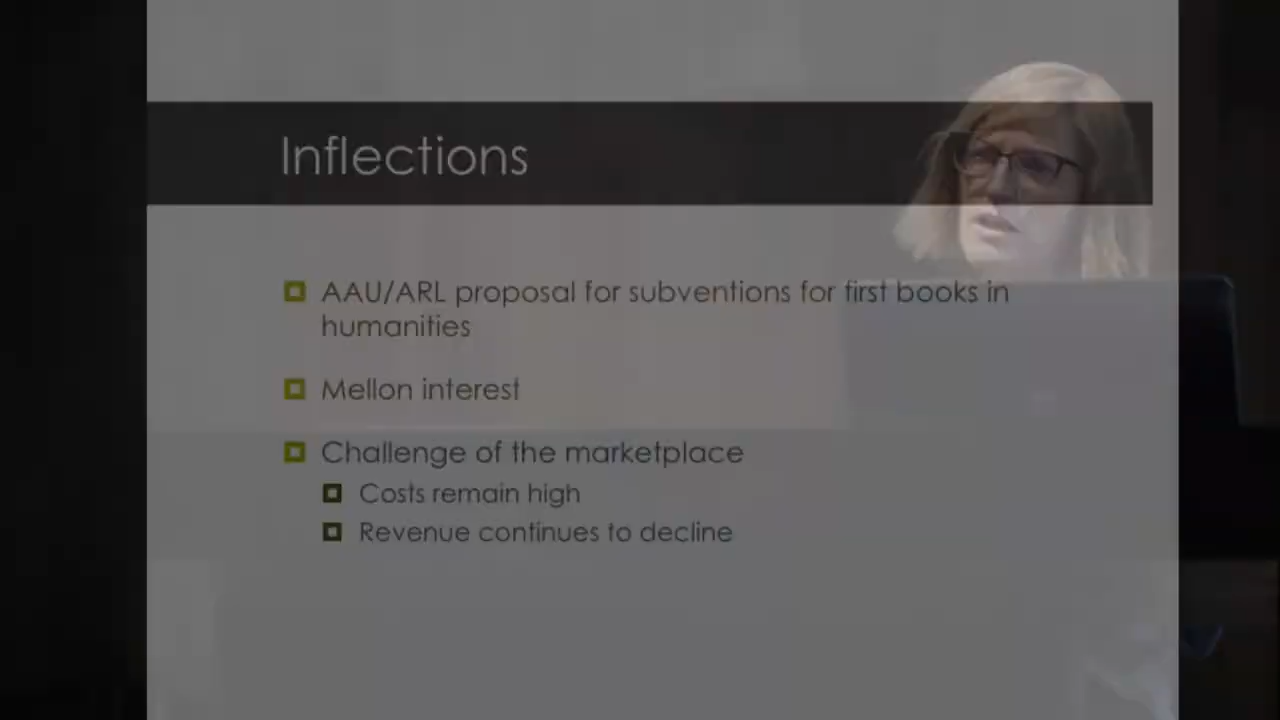 Inflections
AAU/ARL proposal for subventions for first books in
humanities
Mellon interest
Challenge of the marketplace
Costs remain high
Revenue continues to decline